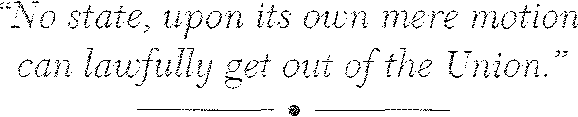 “No state, upon its own mere motion
can lawfully get out of the Union.”